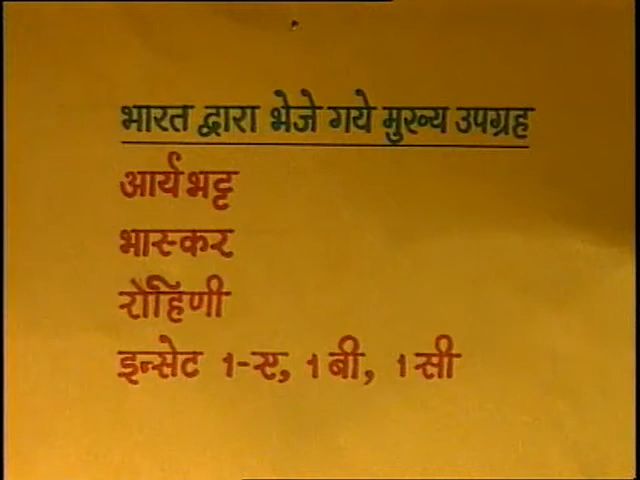 भारत द्वारा भेजे गये मुख्य उपग्रह
आर्यभट्ट
भास्कर
रोहिणी
इन्सेट 1-ए, 1 बी, 1 सी